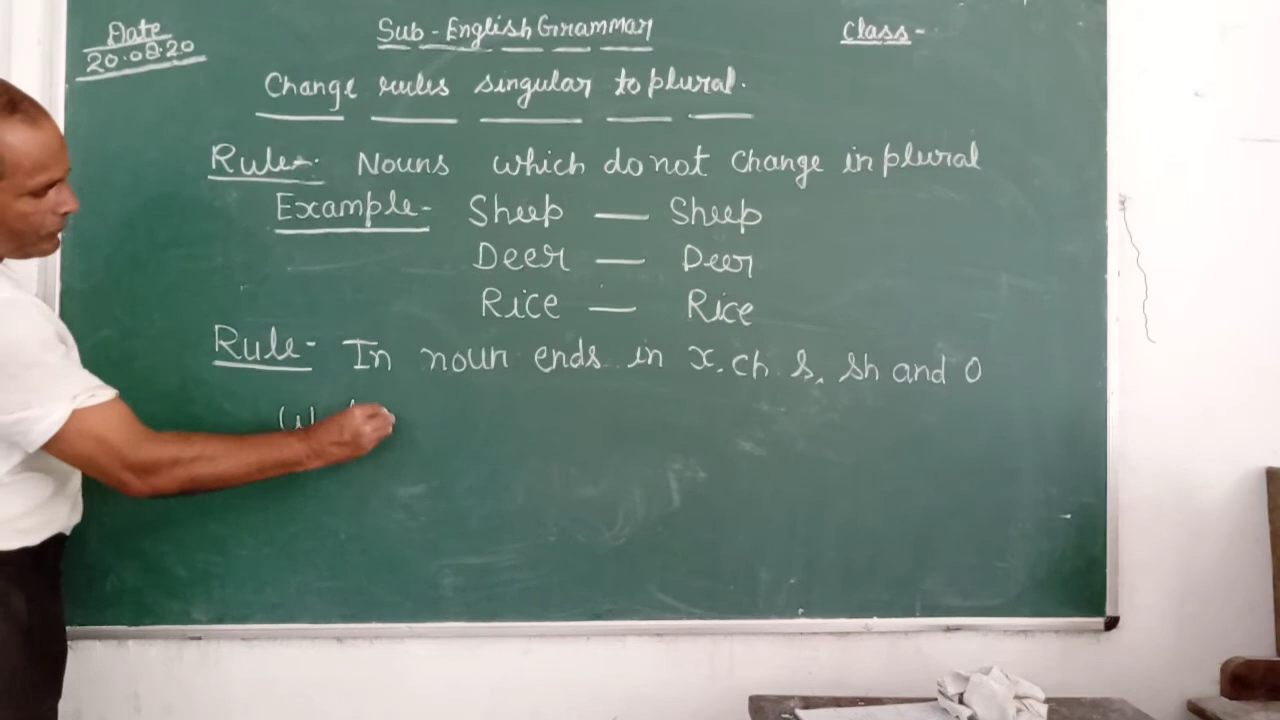 Date
20.08.20
Sub - English Grammar
Class -
Change rules singular to plural.
Rule-: Nouns which do not change in plural
Example- Sheep — Sheep
Deer — Deer
Rice — Rice
Rule- In noun ends in x, ch s, sh and o